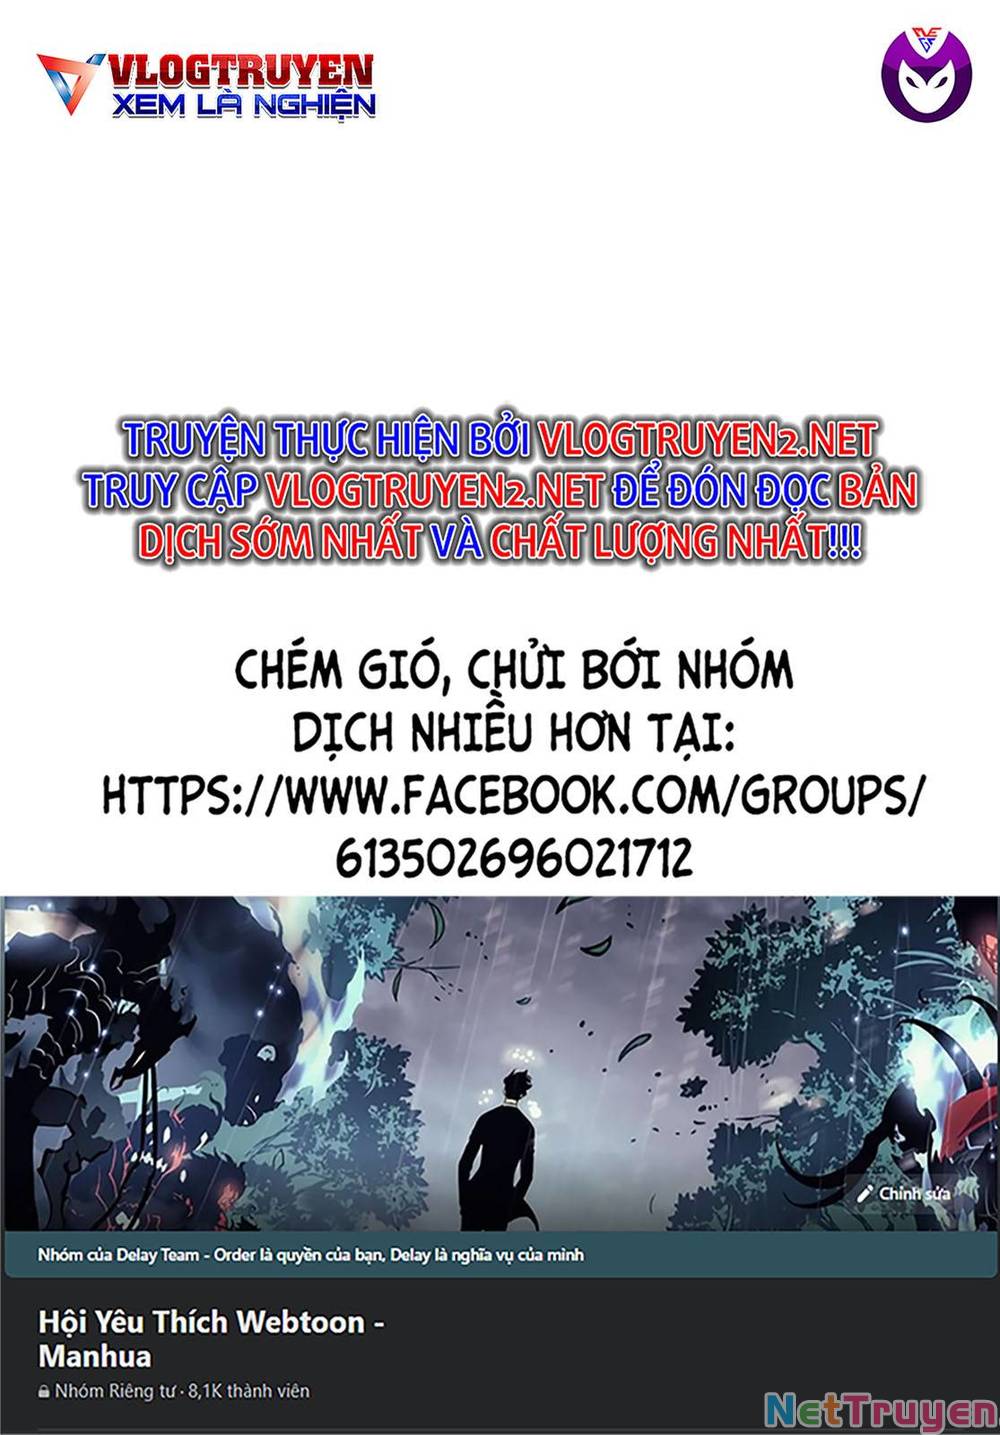 VLOGTRUYEN
XEM LÀ NGHIỆN
TRUYỆN THỰC HIỆN BỞI VLOGTRUYEN2.NET
TRUY CẬP VLOGTRUYEN2.NET ĐỂ ĐÓN ĐỌC BẢN
DỊCH SỚM NHẤT VÀ CHẤT LƯỢNG NHẤT!!!
CHÉM GIÓ, CHỬI BỚI NHÓM
DỊCH NHIỀU HƠN TẠI:
HTTPS://WWW.FACEBOOK.COM/GROUPS/
613502696021712
Chỉnh sửa
Nhóm của Delay Team - Order là quyền của bạn, Delay là nghĩa vụ của mình
Hội Yêu Thích Webtoon -
Manhua
Nhóm Riêng tư · 8,1K thành viên
NetTruyen